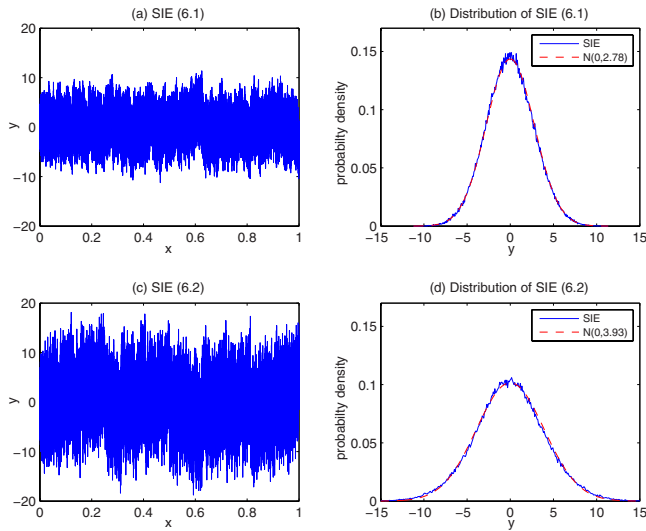 (a) SIE (6.1)
20
10
0
−10
−20
y
0
0.2
0.4
0.6
0.8
1
x
(b) Distribution of SIE (6.1)
SIE
N(0,2.78)
0.15
0.1
0.05
0
probablity density
−15
−10
−5
0
5
10
15
y
(c) SIE (6.2)
20
10
0
−10
−20
y
0
0.2
0.4
0.6
0.8
1
x
(d) Distribution of SIE (6.2)
SIE
N(0,3.93)
0.15
0.1
0.05
0
probablity density
−15
−10
−5
0
5
10
15
y